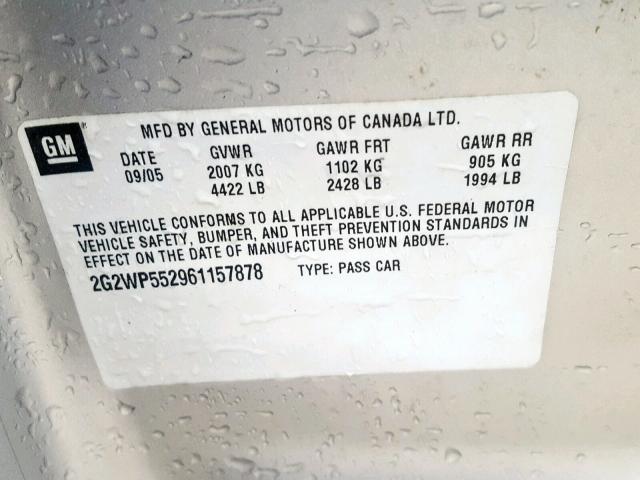 GM
MFD BY GENERAL MOTORS OF CANADA LTD.
DATE GVWR GAWR FRT GAWR RR
09/05 2007 KG 1102 KG 905 KG
4422 LB 2428 LB 1994 LB
THIS VEHICLE CONFORMS TO ALL APPLICABLE U.S. FEDERAL MOTOR
VEHICLE SAFETY, BUMPER, AND THEFT PREVENTION STANDARDS IN
EFFECT ON THE DATE OF MANUFACTURE SHOWN ABOVE.
2G2WP552961157878 TYPE: PASS CAR